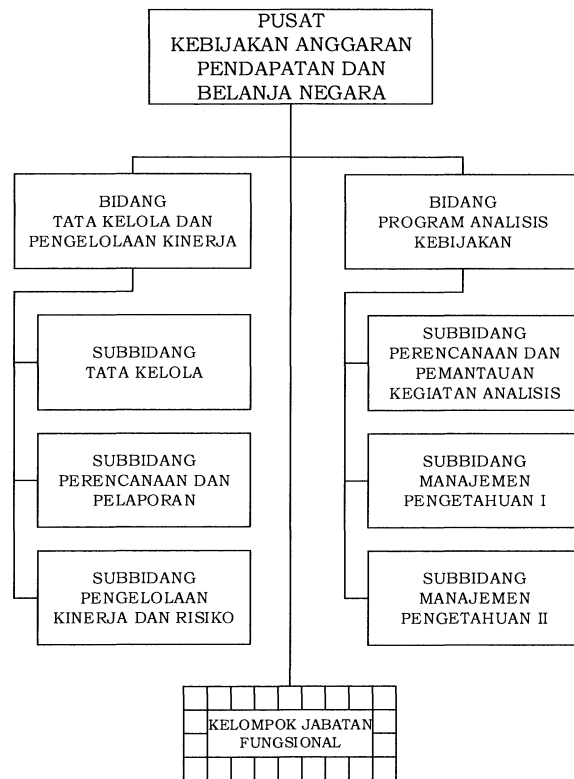 PUSAT
KEBIJAKAN ANGGARAN
PENDAPATAN DAN
BELANJA NEGARA
BIDANG
TATA KELOLA DAN
PENGELOLAAN KINERJA
SUBBIDANG
TATA KELOLA
SUBBIDANG
PERENCANAAN DAN
PELAPORAN
SUBBIDANG
PENGELOLAAN
KINERJA DAN RISIKO
BIDANG
PROGRAM ANALISIS
KEBIJAKAN
SUBBIDANG
PERENCANAAN DAN
PEMANTAUAN
KEGIATAN ANALISIS
SUBBIDANG
MANAJEMEN
PENGETAHUAN I
SUBBIDANG
MANAJEMEN
PENGETAHUAN II
KELOMPOK JABATAN
FUNGSIONAL